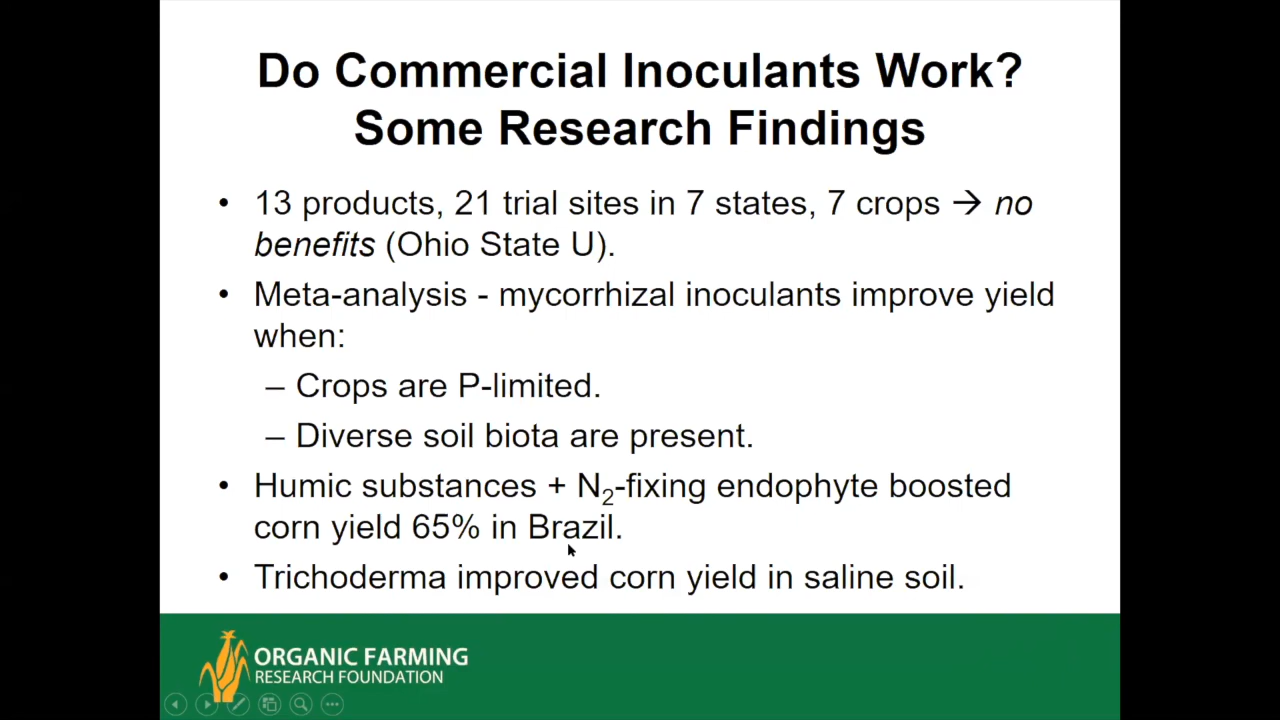 Do Commercial Inoculants Work?
Some Research Findings
• 13 products, 21 trial sites in 7 states, 7 crops → no
benefits (Ohio State U).
• Meta-analysis - mycorrhizal inoculants improve yield
when:
– Crops are P-limited.
– Diverse soil biota are present.
• Humic substances + N₂-fixing endophyte boosted
corn yield 65% in Brazil.
• Trichoderma improved corn yield in saline soil.
ORGANIC FARMING
RESEARCH FOUNDATION